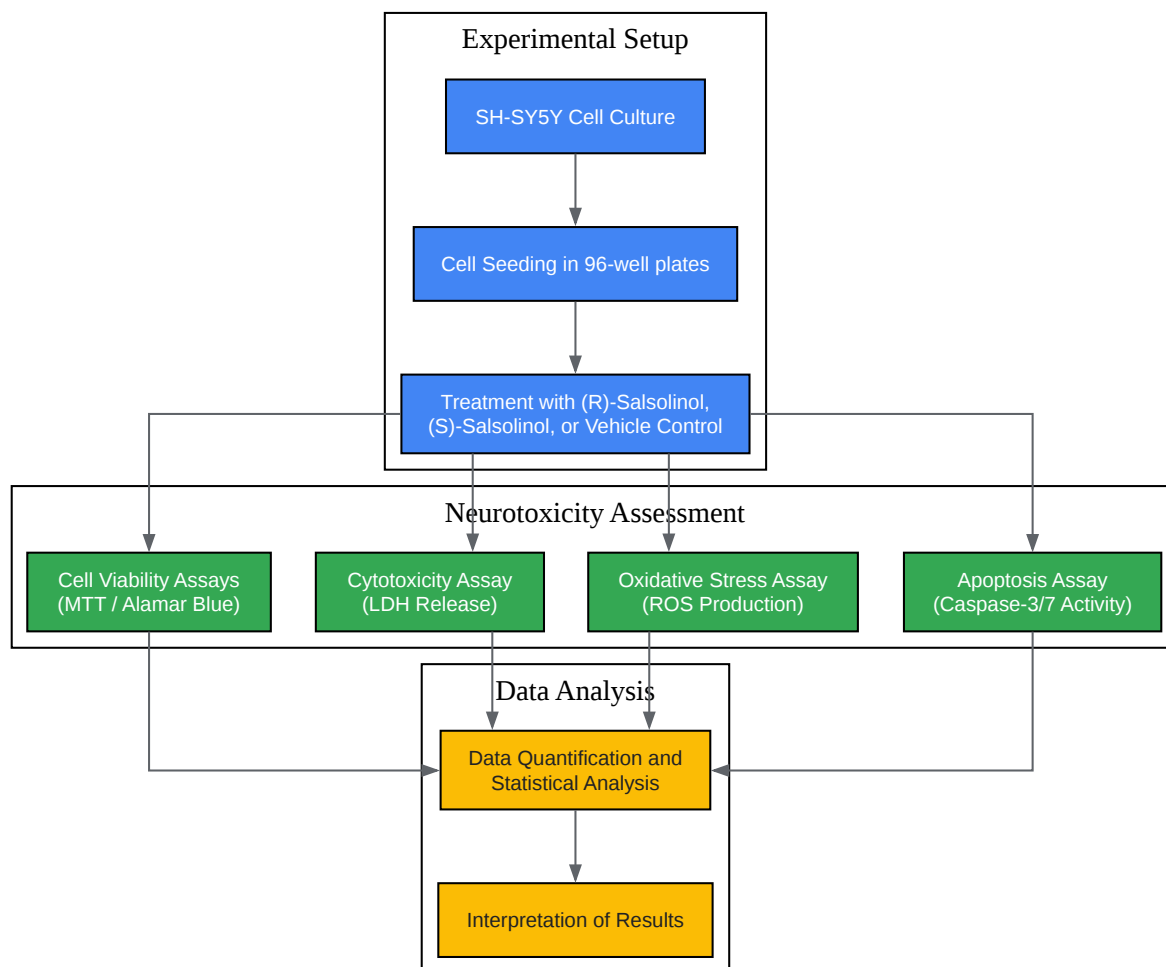 Experimental Setup
SH-SY5Y Cell Culture
Cell Seeding in 96-well plates
Treatment with (R)-Salsolinol,
(S)-Salsolinol, or Vehicle Control
Neurotoxicity Assessment
Cell Viability Assays
(MTT / Alamar Blue)
Cytotoxicity Assay
(LDH Release)
Oxidative Stress Assay
(ROS Production)
Apoptosis Assay
(Caspase-3/7 Activity)
Data Analysis
Data Quantification and
Statistical Analysis
Interpretation of Results